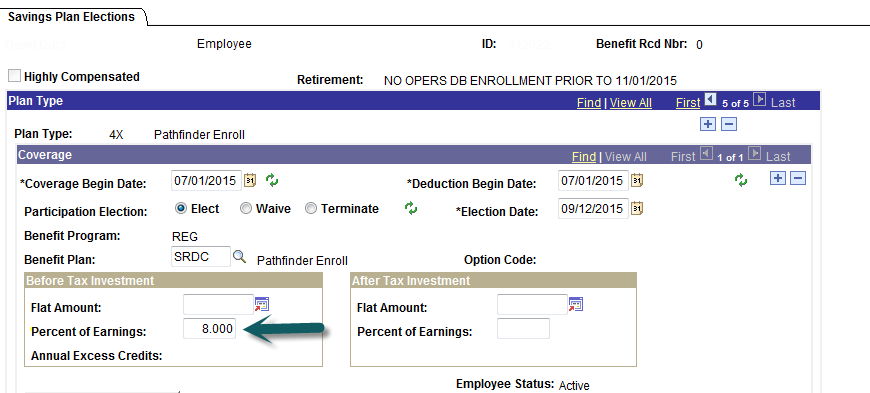 Savings Plan Elections
Employee ID: Benefit Rcd Nbr: 0
Highly Compensated Retirement: NO OPERS DB ENROLLMENT PRIOR TO 11/01/2015
Plan Type Find | View All First 5 of 5 Last
Plan Type: 4X Pathfinder Enroll
Coverage Find | View All First 1 of 1 Last
*Coverage Begin Date: 07/01/2015 *Deduction Begin Date: 07/01/2015
Participation Election: Elect Waive Terminate *Election Date: 09/12/2015
Benefit Program: REG
Benefit Plan: SRDC Pathfinder Enroll Option Code:
Before Tax Investment After Tax Investment
Flat Amount: Flat Amount:
Percent of Earnings: 8.000 Percent of Earnings:
Annual Excess Credits:
Employee Status: Active